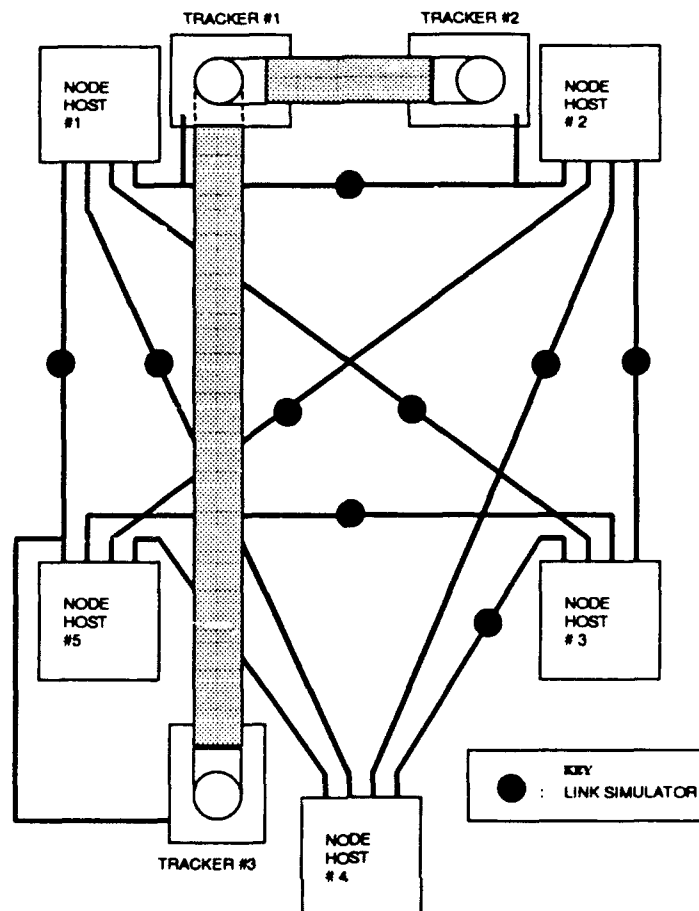 TRACKER #1
TRACKER #2
NODE
HOST
#1
NODE
HOST
# 2
NODE
HOST
#5
NODE
HOST
# 3
KEY
: LINK SIMULATOR
TRACKER #3
NODE
HOST
# 4